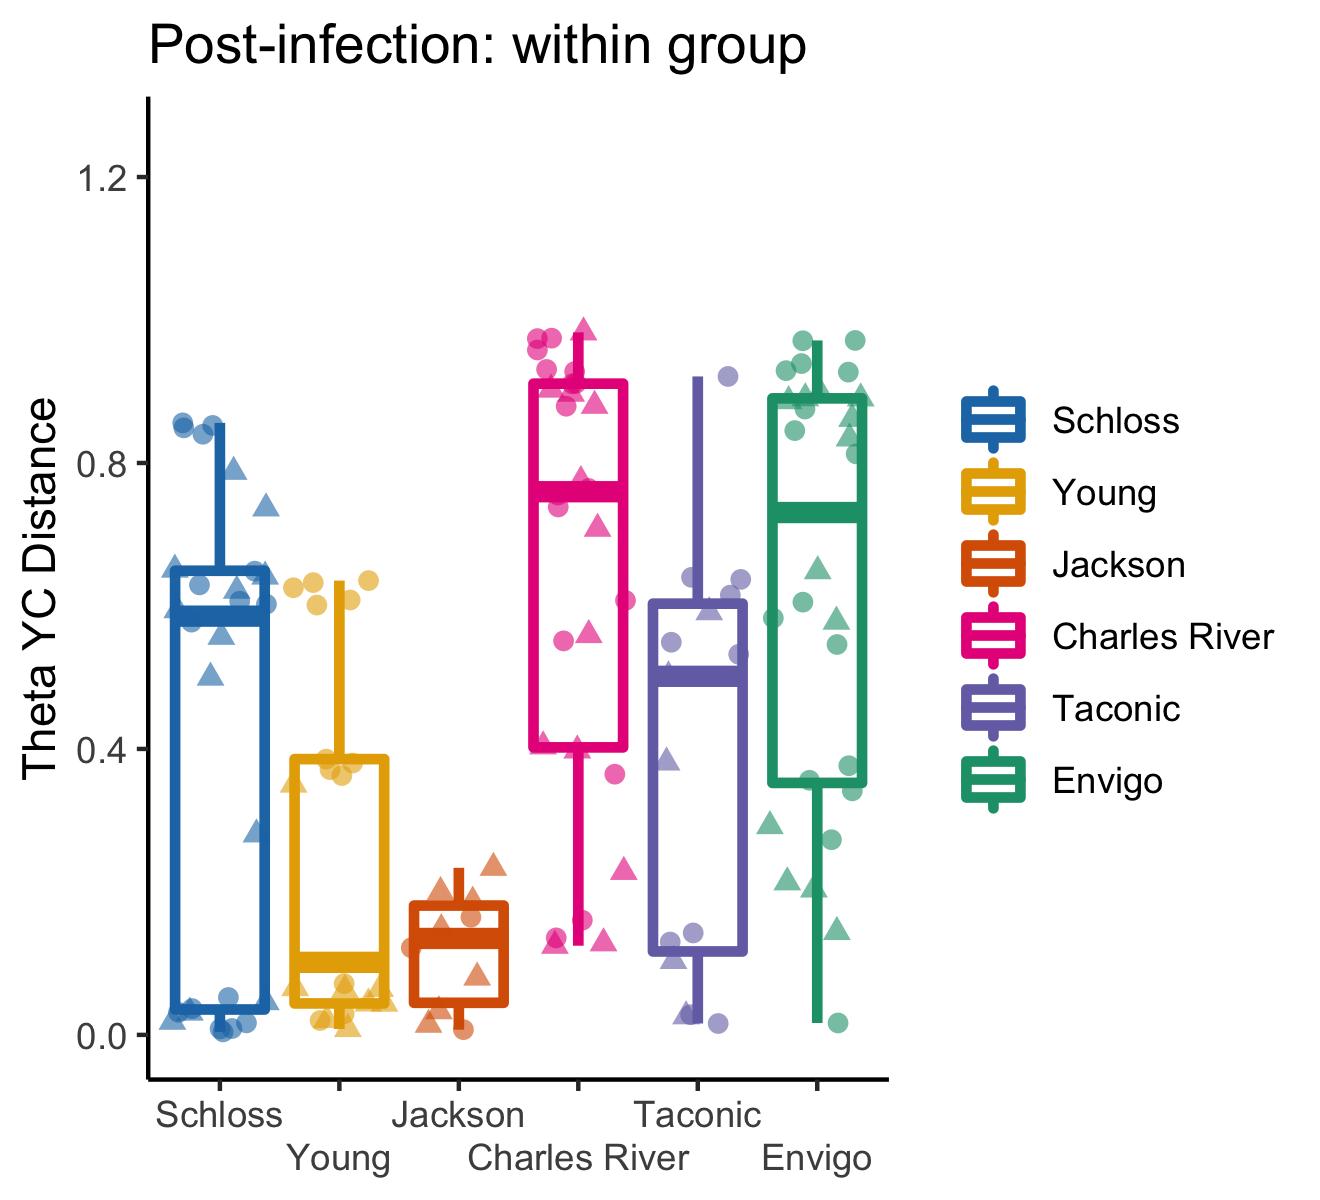 Post-infection: within group
Theta YC Distance
1.2
0.8
0.4
0.0
Schloss
Young
Jackson
Charles River
Taconic
Envigo
Schloss
Young
Jackson
Charles River
Taconic
Envigo